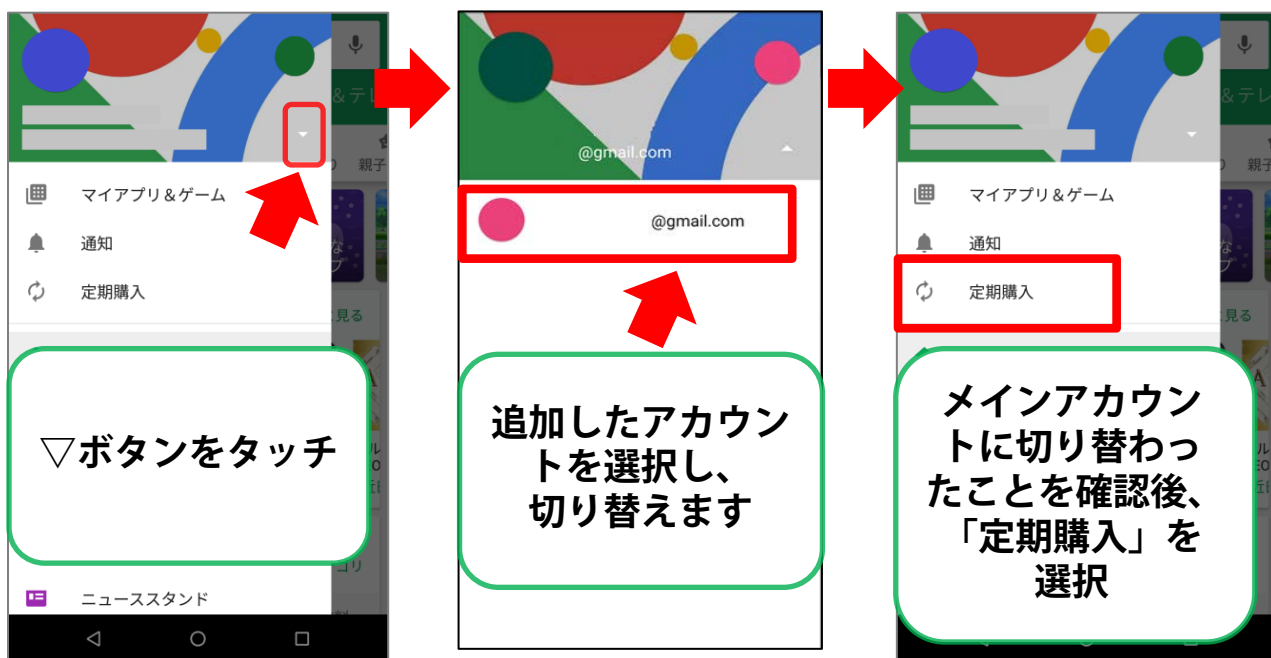 & テレ
親子
マイアプリ&ゲーム
通知
定期購入
見る
▽ボタンをタッチ
ゴリ
ニューススタンド
@gmail.com
@gmail.com
追加したアカウン
トを選択し、
切り替えます
& テレ
親子
マイアプリ&ゲーム
通知
定期購入
見る
メインアカウン
トに切り替わっ
たことを確認後、
「定期購入」を
選択